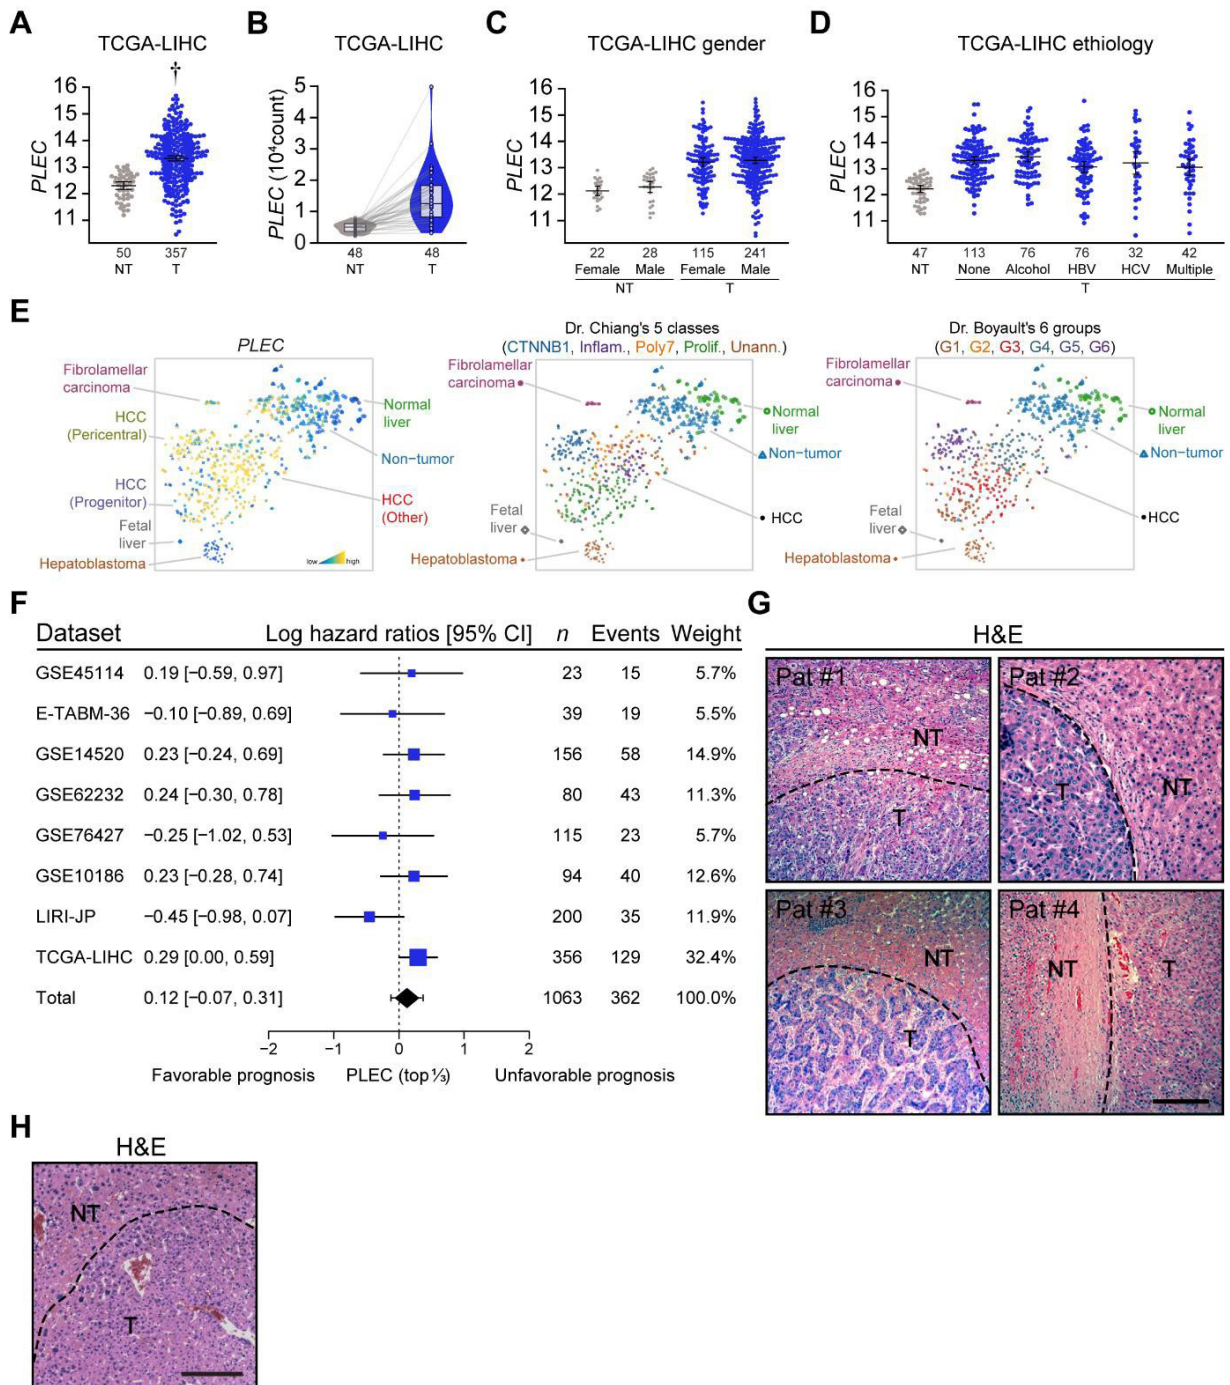 A
TCGA-LIHC
†
PLEC
16
15
14
13
12
11
50
357
NT
T
B
TCGA-LIHC
PLEC (10⁴count)
5
4
3
2
1
0
48
48
NT
T
C
TCGA-LIHC gender
PLEC
16
15
14
13
12
11
22
28
115
241
Female
Male
Female
Male
NT
T
D
TCGA-LIHC ethiology
PLEC
16
15
14
13
12
11
47
113
76
76
32
42
NT
None
Alcohol
HBV
HCV
Multiple
T
E
PLEC
Fibrolamellar
carcinoma
HCC
(Pericentral)
HCC
(Progenitor)
Fetal
liver
Hepatoblastoma
Normal
liver
Non−tumor
HCC
(Other)
low
high
Dr. Chiang's 5 classes
(CTNNB1, Inflam., Poly7, Prolif., Unann.)
Fibrolamellar
carcinoma
Normal
liver
Non−tumor
HCC
Fetal
liver
Hepatoblastoma
Dr. Boyault's 6 groups
(G1, G2, G3, G4, G5, G6)
Fibrolamellar
carcinoma
Normal
liver
Non−tumor
HCC
Fetal
liver
Hepatoblastoma
F
Dataset Log hazard ratios [95% CI] n Events Weight
GSE45114 0.19 [−0.59, 0.97] 23 15 5.7%
E-TABM-36 −0.10 [−0.89, 0.69] 39 19 5.5%
GSE14520 0.23 [−0.24, 0.69] 156 58 14.9%
GSE62232 0.24 [−0.30, 0.78] 80 43 11.3%
GSE76427 −0.25 [−1.02, 0.53] 115 23 5.7%
GSE10186 0.23 [−0.28, 0.74] 94 40 12.6%
LIRI-JP −0.45 [−0.98, 0.07] 200 35 11.9%
TCGA-LIHC 0.29 [0.00, 0.59] 356 129 32.4%
Total 0.12 [−0.07, 0.31] 1063 362 100.0%
−2 −1 0 1 2
Favorable prognosis PLEC (top ⅓) Unfavorable prognosis
G
H&E
Pat #1
NT
T
Pat #2
T
NT
Pat #3
NT
T
Pat #4
NT
T
H
H&E
NT
T